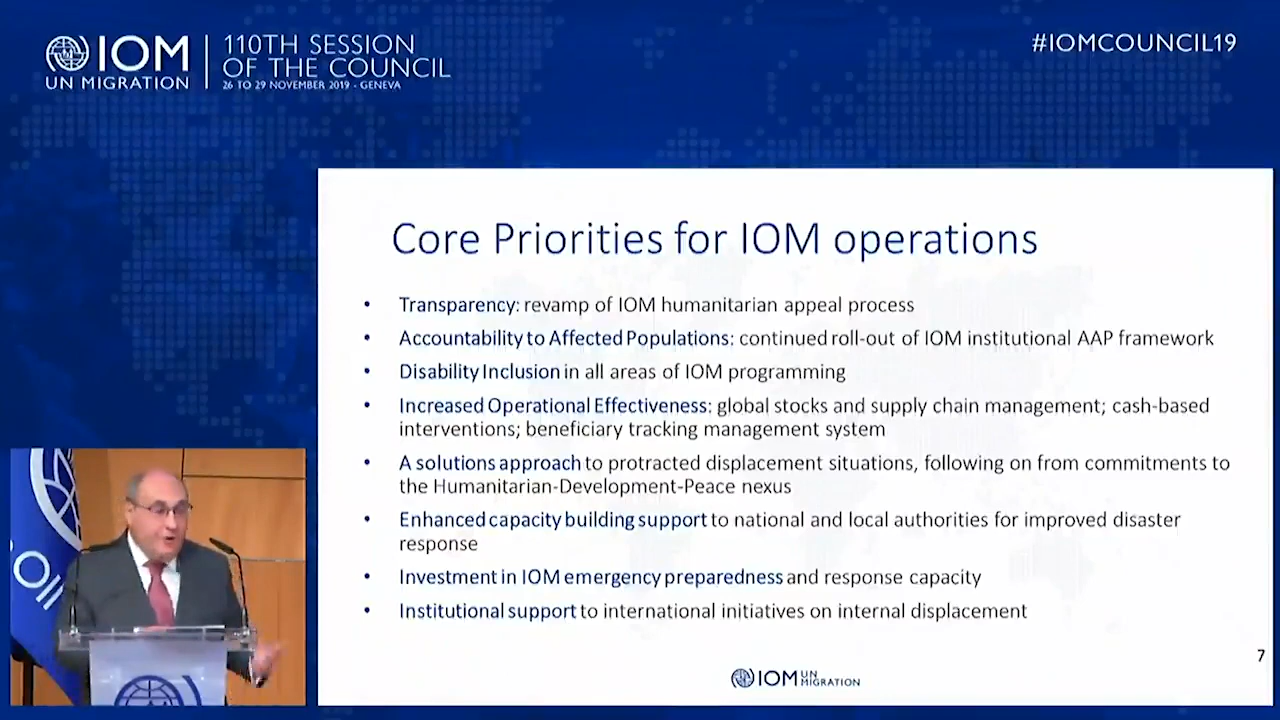 IOM
UN MIGRATION
110TH SESSION
OF THE COUNCIL
26 TO 29 NOVEMBER 2019 - GENEVA
#IOMCOUNCIL19
Core Priorities for IOM operations
• Transparency: revamp of IOM humanitarian appeal process
• Accountability to Affected Populations: continued roll-out of IOM institutional AAP framework
• Disability Inclusion in all areas of IOM programming
• Increased Operational Effectiveness: global stocks and supply chain management; cash-based
interventions; beneficiary tracking management system
• A solutions approach to protracted displacement situations, following on from commitments to
the Humanitarian-Development-Peace nexus
• Enhanced capacity building support to national and local authorities for improved disaster
response
• Investment in IOM emergency preparedness and response capacity
• Institutional support to international initiatives on internal displacement
7
IOM UN
MIGRATION